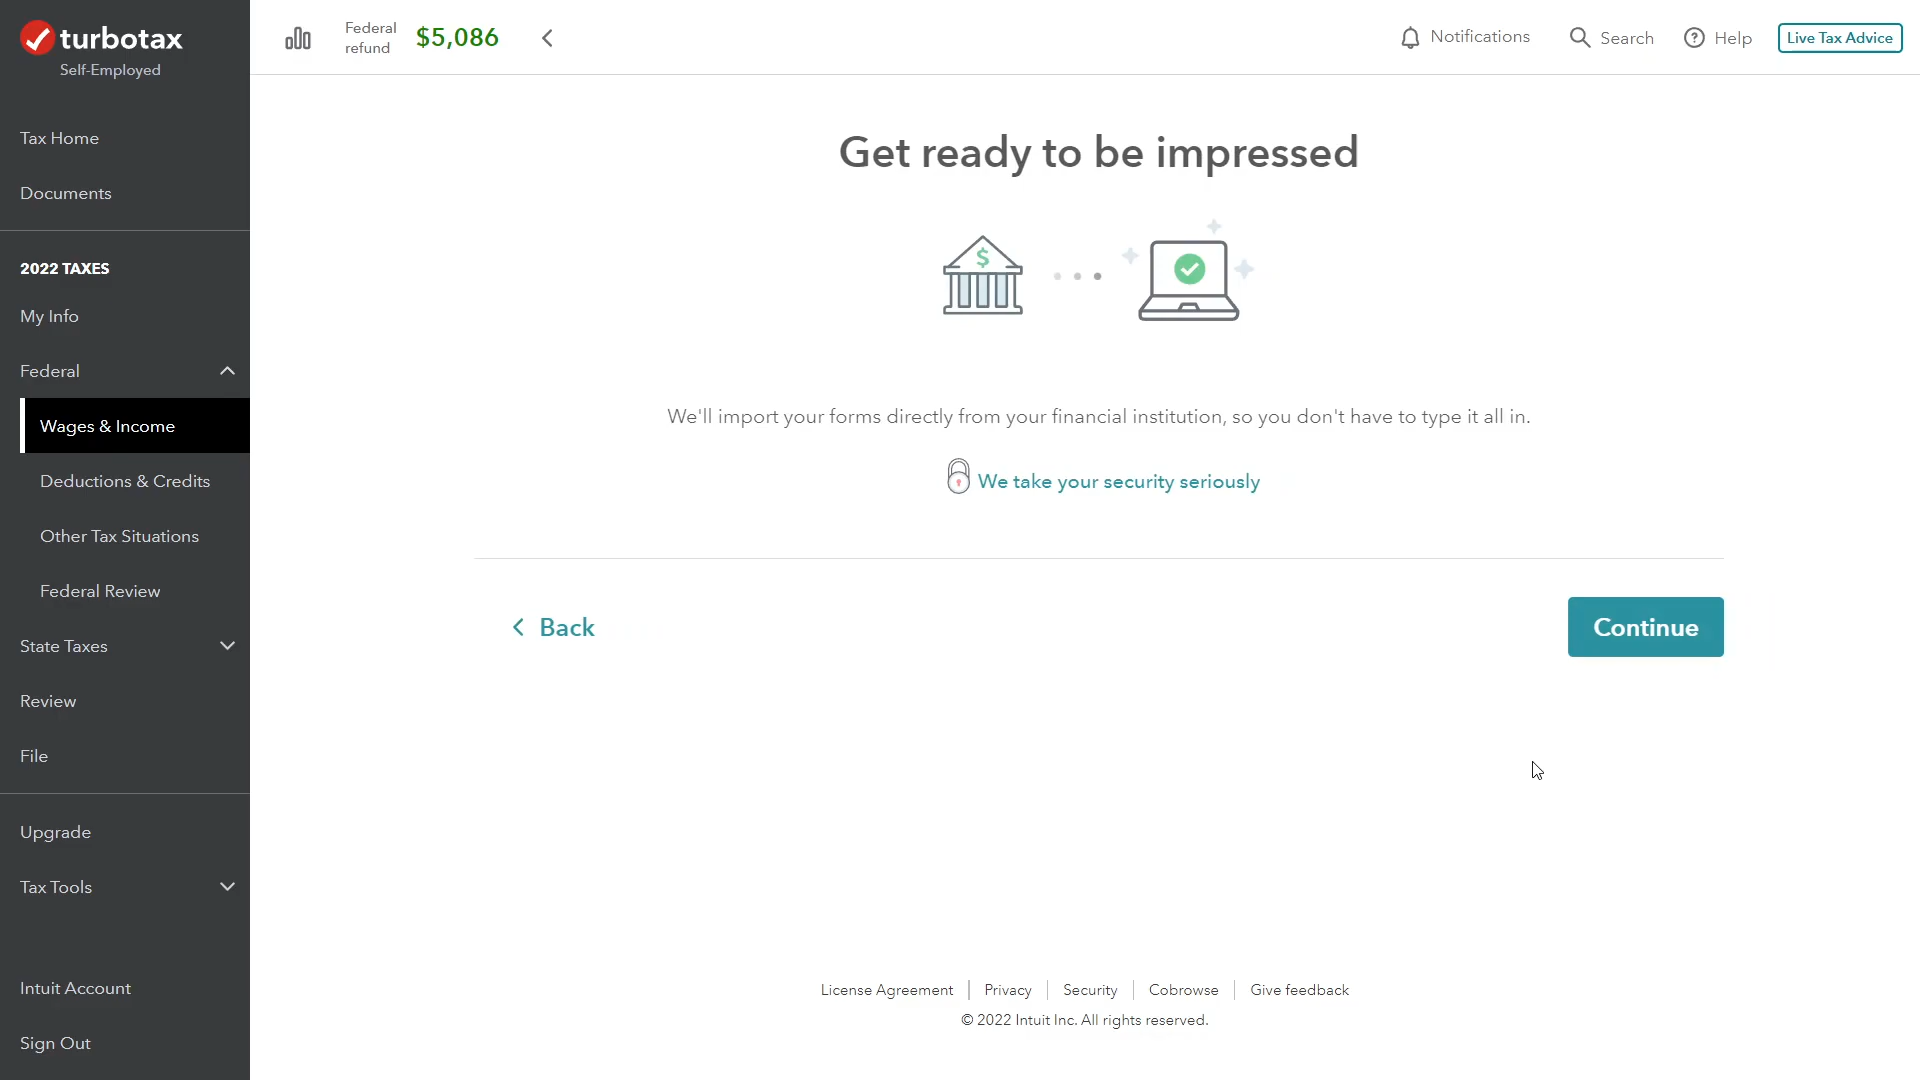 turbotax
Self-Employed
Tax Home
Documents
2022 TAXES
My Info
Federal
Wages & Income
Deductions & Credits
Other Tax Situations
Federal Review
State Taxes
Review
File
Upgrade
Tax Tools
Intuit Account
Sign Out
Federal
refund
$5,086
Notifications
Search
Help
Live Tax Advice
Get ready to be impressed
$
We'll import your forms directly from your financial institution, so you don't have to type it all in.
We take your security seriously
Back
Continue
License Agreement
Privacy
Security
Cobrowse
Give feedback
© 2022 Intuit Inc. All rights reserved.